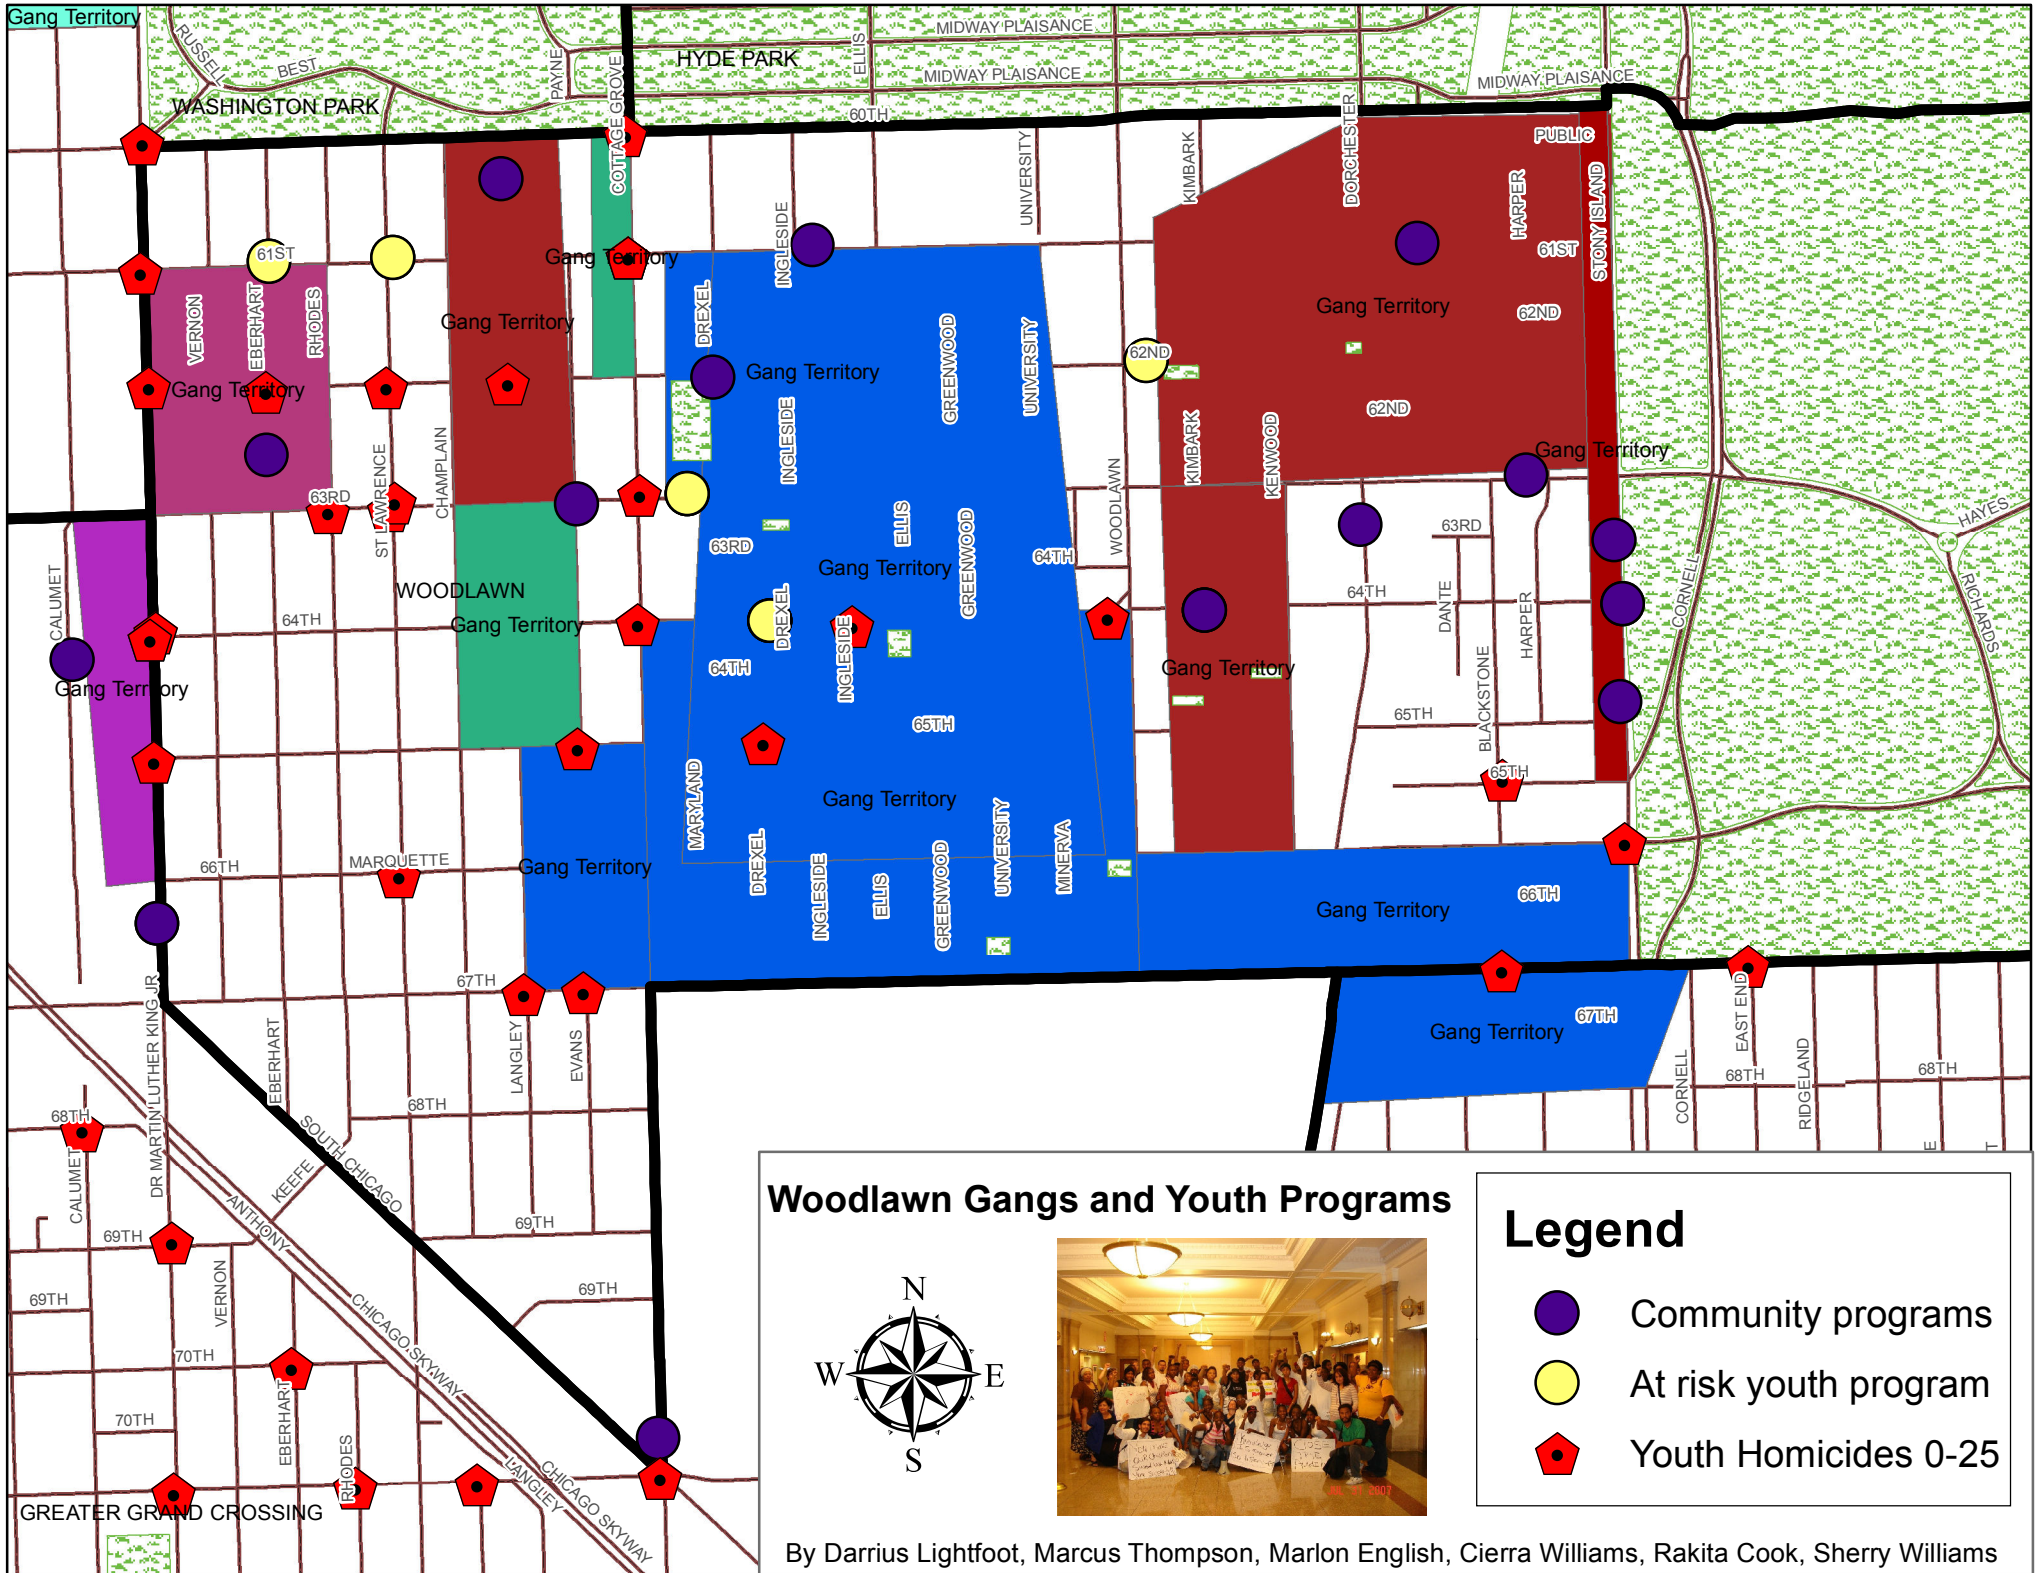 Gang Territory
RUSSELL
BEST
PAYNE
COTTAGE GROVE
HYDE PARK
ELLIS
MIDWAY PLAISANCE
MIDWAY PLAISANCE
MIDWAY PLAISANCE
WASHINGTON PARK
60TH
UNIVERSITY
KIMBARK
DORCHESTER
PUBLIC
HARPER
STONY ISLAND
61ST
INGLESIDE
61ST
Gang Territory
VERNON
EBERHART
RHODES
Gang Territory
DREXEL
Gang Territory
GREENWOOD
UNIVERSITY
62ND
Gang Territory
62ND
62ND
Gang Territory
CHAMPLAIN
INGLESIDE
KIMBARK
KENWOOD
Gang Territory
63RD
ST LAWRENCE
63RD
ELLIS
GREENWOOD
64TH
WOODLAWN
63RD
HAYES
CALUMET
WOODLAWN
Gang Territory
64TH
Gang Territory
DREXEL
INGLESIDE
64TH
DANTE
HARPER
CORNELL
RICHARDS
Gang Territory
64TH
Gang Territory
65TH
65TH
BLACKSTONE
65TH
MARYLAND
Gang Territory
UNIVERSITY
MINERVA
66TH
MARQUETTE
Gang Territory
DREXEL
INGLESIDE
ELLIS
GREENWOOD
Gang Territory
66TH
67TH
DR MARTIN LUTHER KING JR
EBERHART
LANGLEY
EVANS
Gang Territory
67TH
CORNELL
EAST END
RIDGELAND
68TH
68TH
68TH
CALUMET
68TH
SOUTH CHICAGO
KEEFE
ANTHONY
69TH
69TH
69TH
69TH
VERNON
CHICAGO SKYWAY
70TH
70TH
EBERHART
RHODES
LANGLEY
CHICAGO SKYWAY
GREATER GRAND CROSSING
E
T
Woodlawn Gangs and Youth Programs
N
W
E
S
Legend
Community programs
At risk youth program
Youth Homicides 0-25
By Darrius Lightfoot, Marcus Thompson, Marlon English, Cierra Williams, Rakita Cook, Sherry Williams